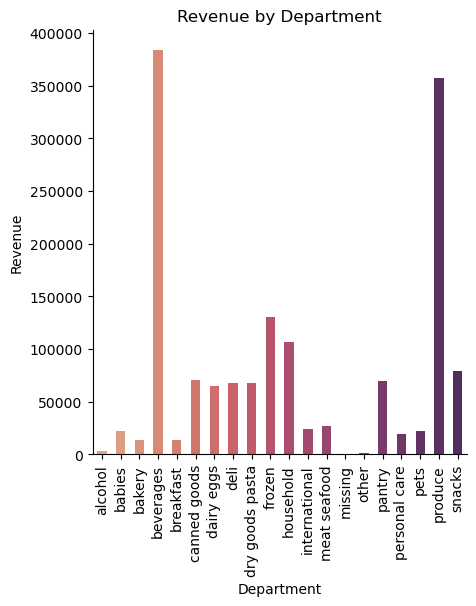 Revenue by Department
400000
350000
300000
250000
200000
150000
100000
50000
0
Revenue
alcohol
babies
bakery
beverages
breakfast
canned goods
dairy eggs
deli
dry goods pasta
frozen
household
international
meat seafood
missing
other
pantry
personal care
pets
produce
snacks
Department